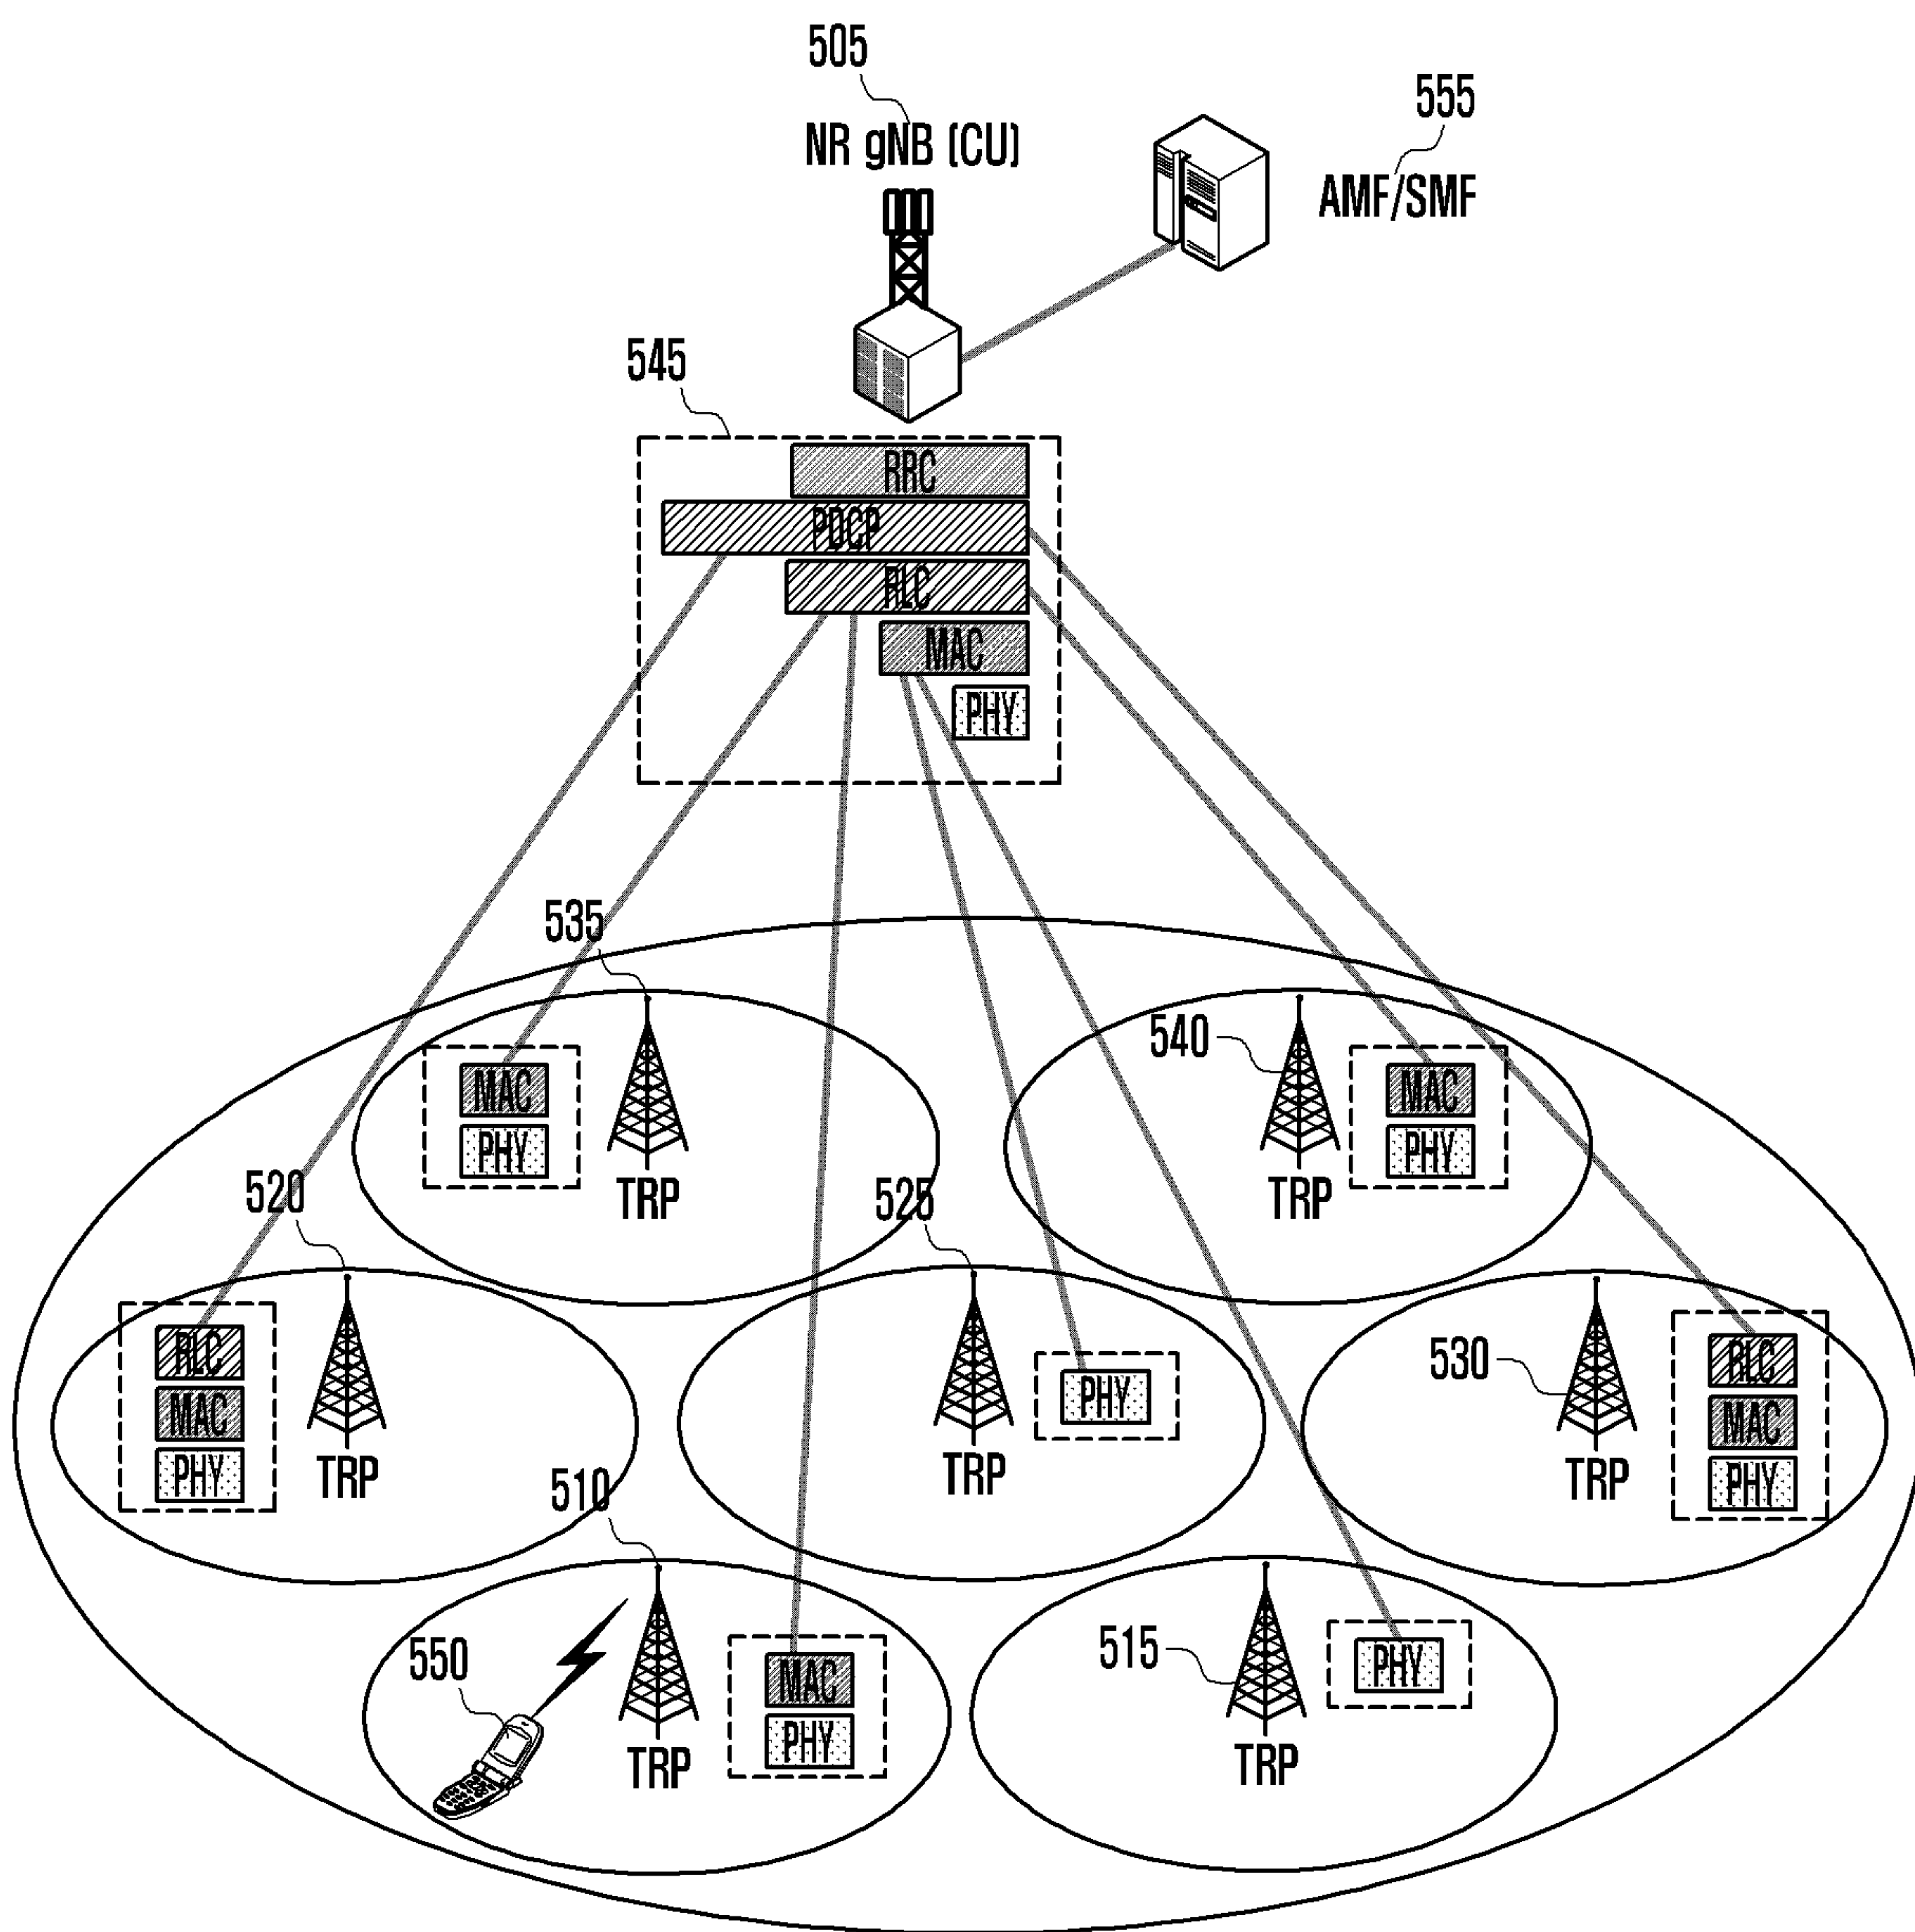 505
555
NR gNB (CU)
AMF/SMF
545
RRC
PDCP
RLC
MAC
PHY
535
540
MAC
PHY
TRP
MAC
PHY
TRP
520
525
RLC
MAC
PHY
TRP
PHY
TRP
530
RLC
MAC
PHY
TRP
510
550
MAC
PHY
TRP
515
PHY
TRP